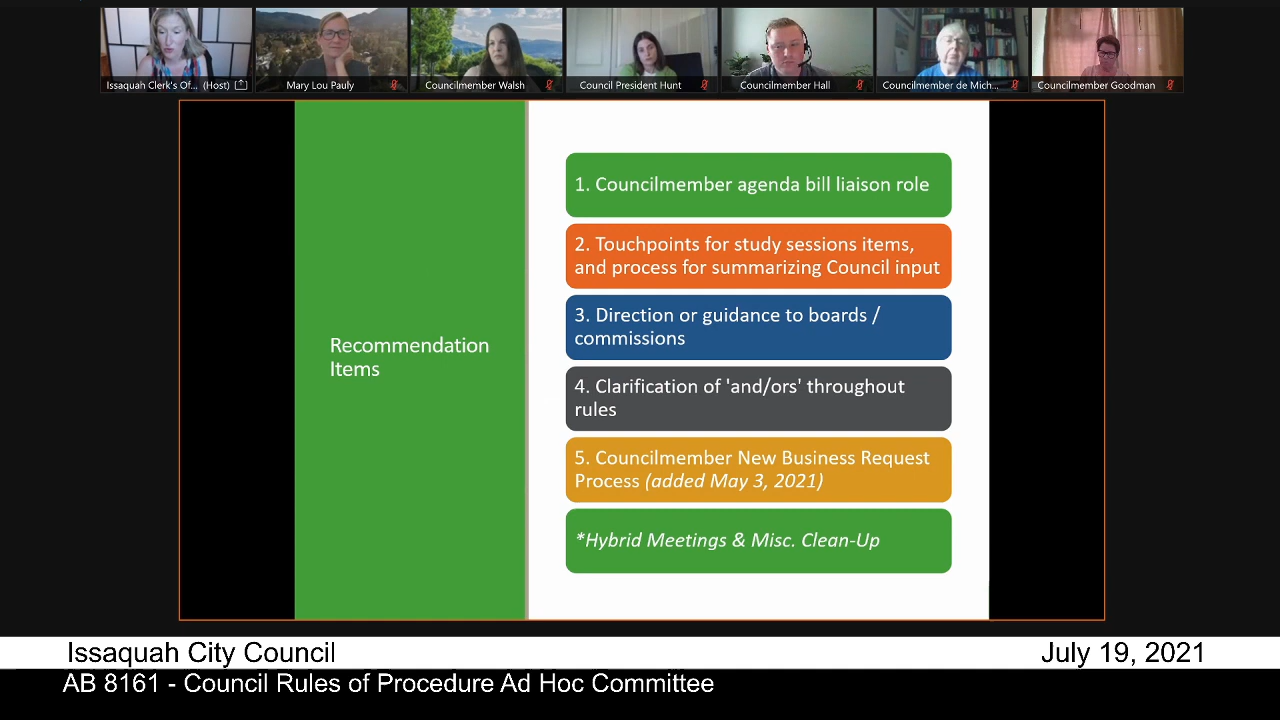 Issaquah Clerk's Of... (Host)
Mary Lou Pauly
Councilmember Walsh
Council President Hunt
Councilmember Hall
Councilmember de Mich...
Councilmember Goodman
Recommendation
Items
1. Councilmember agenda bill liaison role
2. Touchpoints for study sessions items,
and process for summarizing Council input
3. Direction or guidance to boards /
commissions
4. Clarification of 'and/ors' throughout
rules
5. Councilmember New Business Request
Process (added May 3, 2021)
*Hybrid Meetings & Misc. Clean-Up
Issaquah City Council
July 19, 2021
AB 8161 - Council Rules of Procedure Ad Hoc Committee